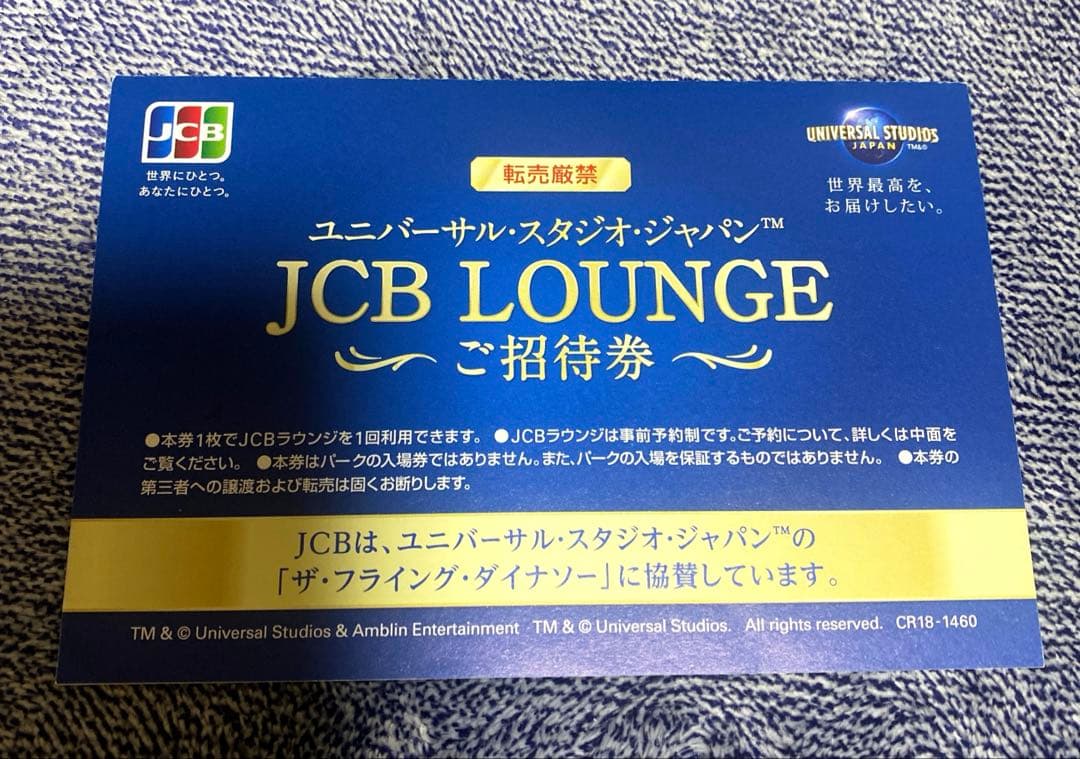 JCB
世界にひとつ。
あなたにひとつ。
UNIVERSAL STUDIOS
JAPAN TM&©
世界最高を、
お届けしたい。
転売厳禁
ユニバーサル・スタジオ・ジャパン™
JCB LOUNGE
ご招待券
●本券1枚でJCBラウンジを1回利用できます。 ●JCBラウンジは事前予約制です。ご予約について、詳しくは中面を
ご覧ください。 ●本券はパークの入場券ではありません。また、パークの入場を保証するものではありません。 ●本券の
第三者への譲渡および転売は固くお断りします。
JCBは、ユニバーサル・スタジオ・ジャパン™の
「ザ・フライング・ダイナソー」に協賛しています。
TM & © Universal Studios & Amblin Entertainment TM & © Universal Studios. All rights reserved. CR18-1460